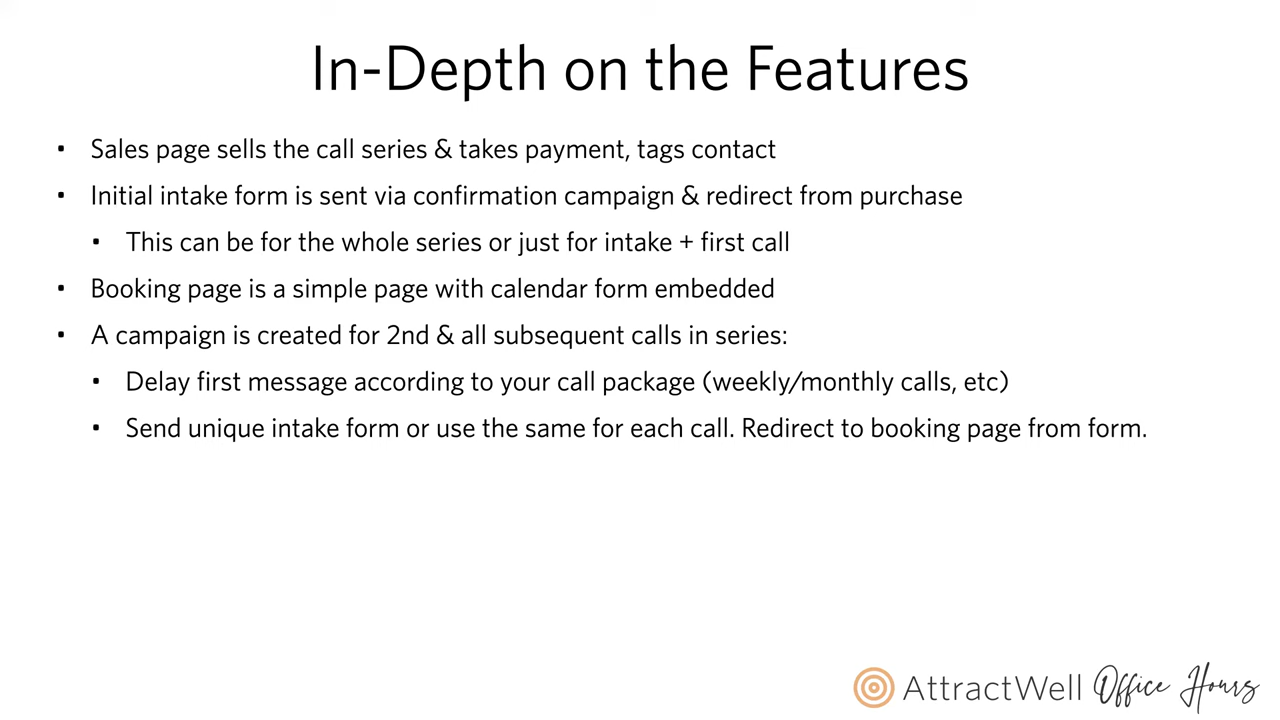 In-Depth on the Features
• Sales page sells the call series & takes payment, tags contact
• Initial intake form is sent via confirmation campaign & redirect from purchase
• This can be for the whole series or just for intake + first call
• Booking page is a simple page with calendar form embedded
• A campaign is created for 2nd & all subsequent calls in series:
• Delay first message according to your call package (weekly/monthly calls, etc)
• Send unique intake form or use the same for each call. Redirect to booking page from form.
AttractWell Office Hours